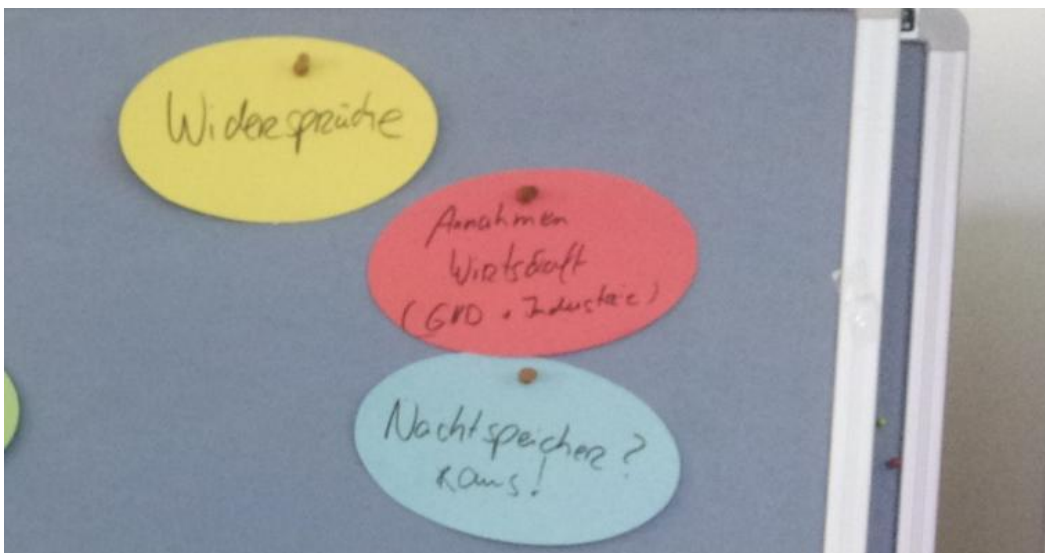 Widersprüche
Annahmen
Wirtschaft
(GHD + Industrie)
Nachtspeicher?
raus!